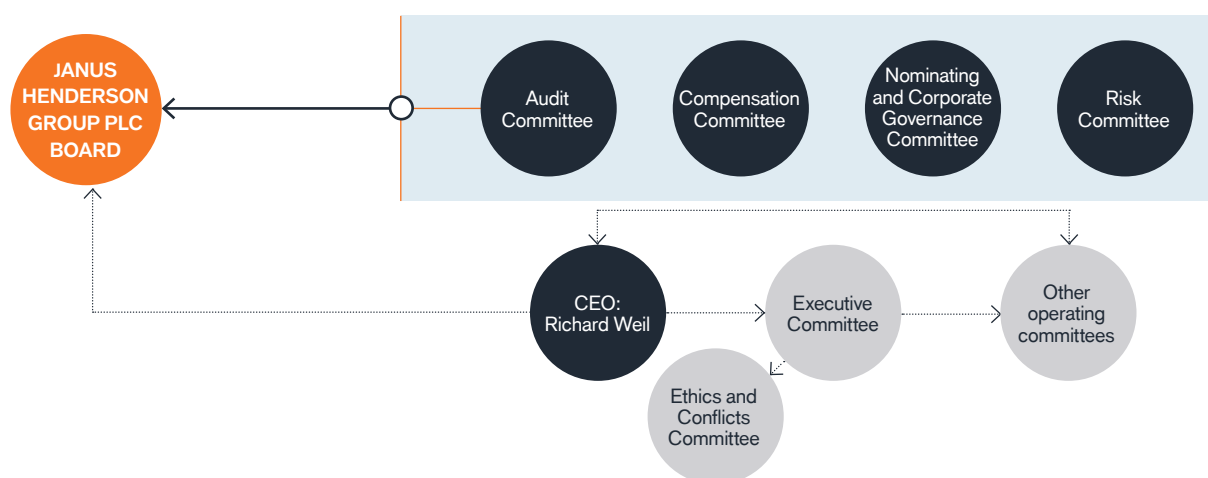 JANUS
HENDERSON
GROUP PLC
BOARD
Audit
Committee
Compensation
Committee
Nominating
and Corporate
Governance
Committee
Risk
Committee
CEO:
Richard Weil
Executive
Committee
Other
operating
committees
Ethics and
Conflicts
Committee